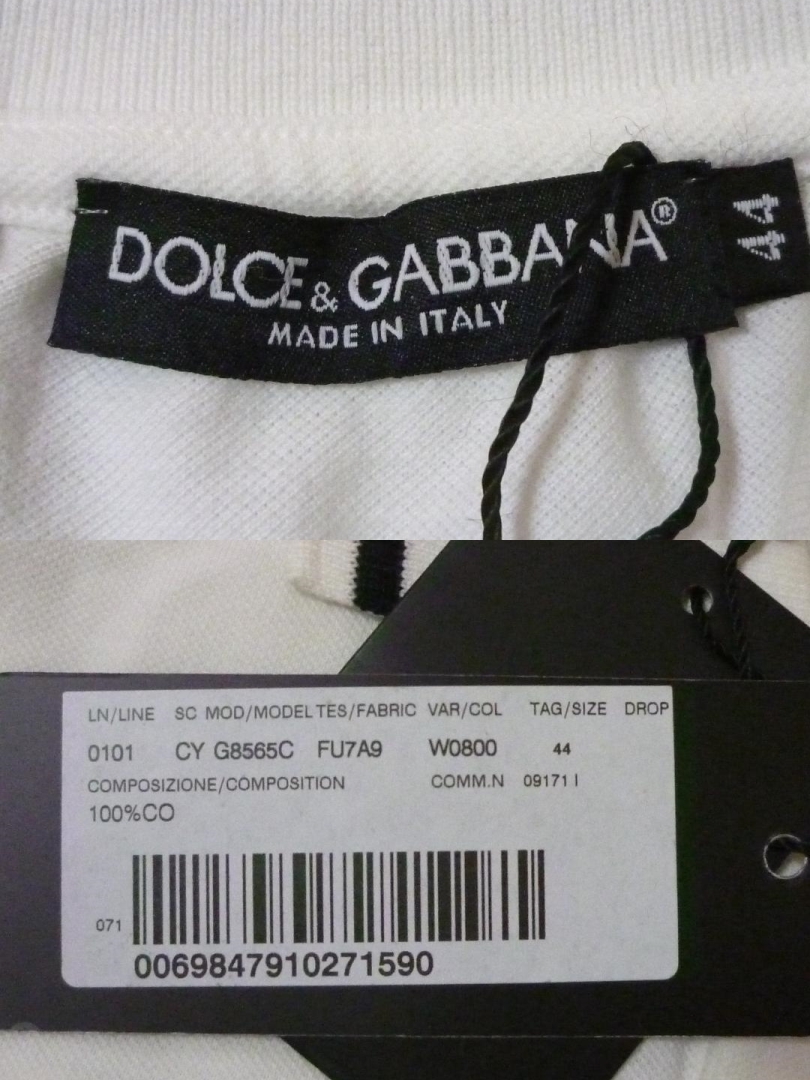 DOLCE & GABBANA®
MADE IN ITALY
44
LN/LINE SC MOD/MODEL TES/FABRIC VAR/COL TAG/SIZE DROP
0101 CY G8565C FU7A9 W0800 44
COMPOSIZIONE/COMPOSITION COMM.N 09171 I
100%CO
071
0069847910271590